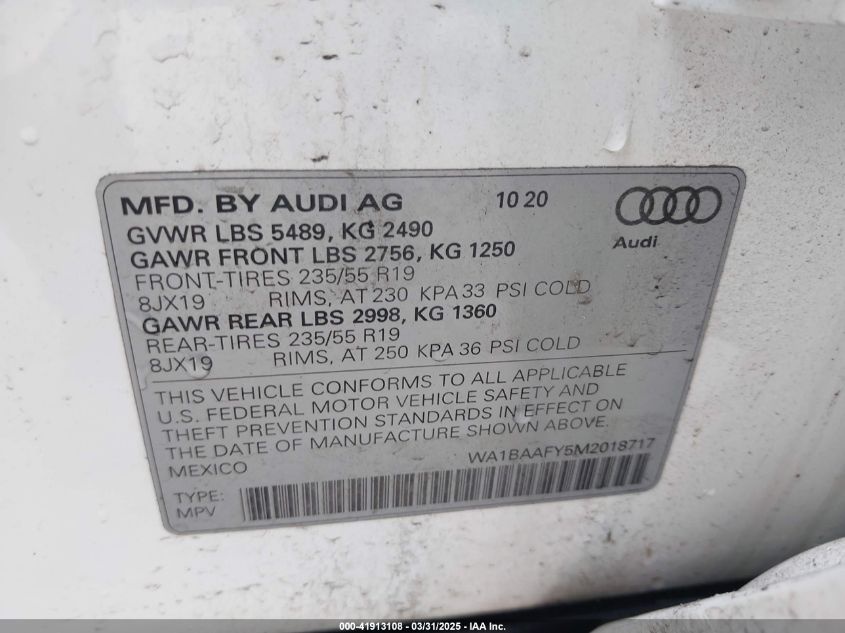 MFD. BY AUDI AG 10 20
Audi
GVWR LBS 5489, KG 2490
GAWR FRONT LBS 2756, KG 1250
FRONT-TIRES 235/55 R19
8JX19 RIMS, AT 230 KPA 33 PSI COLD
GAWR REAR LBS 2998, KG 1360
REAR-TIRES 235/55 R19
8JX19 RIMS, AT 250 KPA 36 PSI COLD
THIS VEHICLE CONFORMS TO ALL APPLICABLE
U.S. FEDERAL MOTOR VEHICLE SAFETY AND
THEFT PREVENTION STANDARDS IN EFFECT ON
THE DATE OF MANUFACTURE SHOWN ABOVE.
MEXICO WA1BAAFY5M2018717
TYPE:
MPV
000-41913108 - 03/31/2025 - IAA Inc.